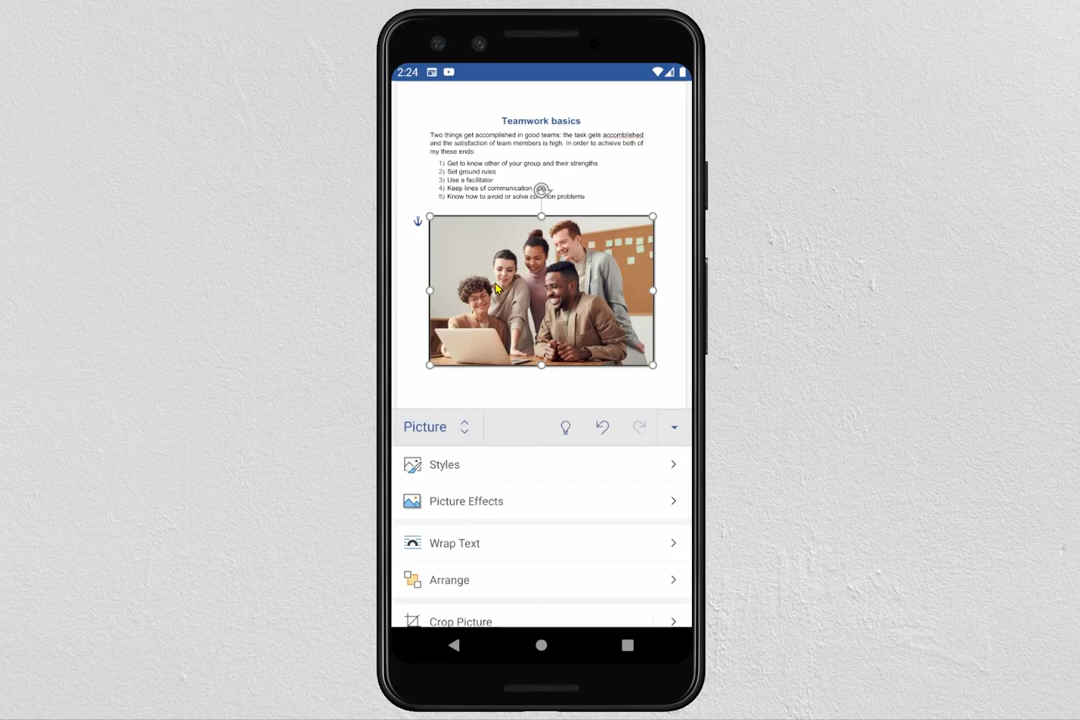 2:24
Teamwork basics
Two things get accomplished in good teams: the task gets accomblished
and the satisfaction of team members is high. In order to achieve both of
my these ends:
1) Get to know other of your group and their strengths
2) Set ground rules
3) Use a facilitator
4) Keep lines of communication
5) Know how to avoid or solve common problems
Picture
Styles
Picture Effects
Wrap Text
Arrange
Crop Picture